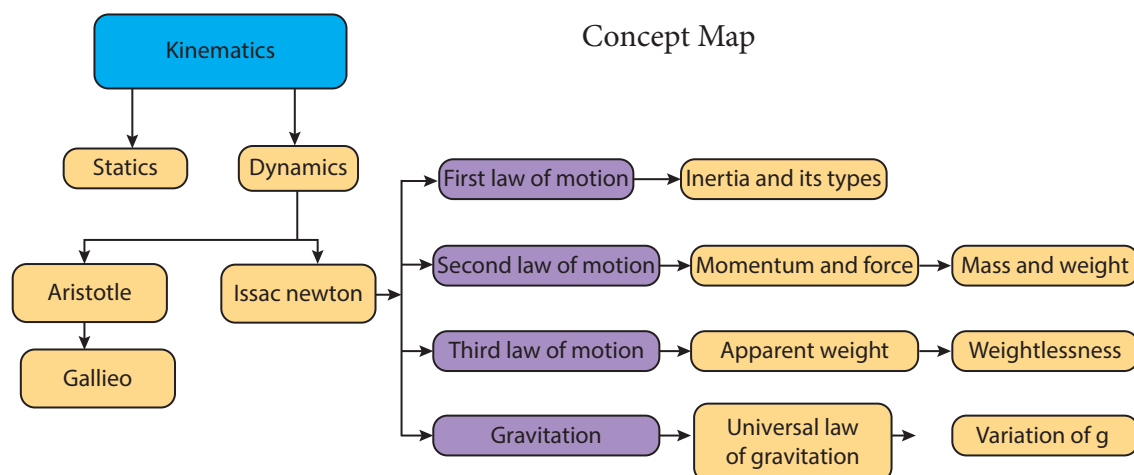 Concept Map
Kinematics
Statics
Dynamics
First law of motion
Inertia and its types
Second law of motion
Momentum and force
Mass and weight
Aristotle
Issac newton
Third law of motion
Apparent weight
Weightlessness
Gallieo
Gravitation
Universal law
of gravitation
Variation of g